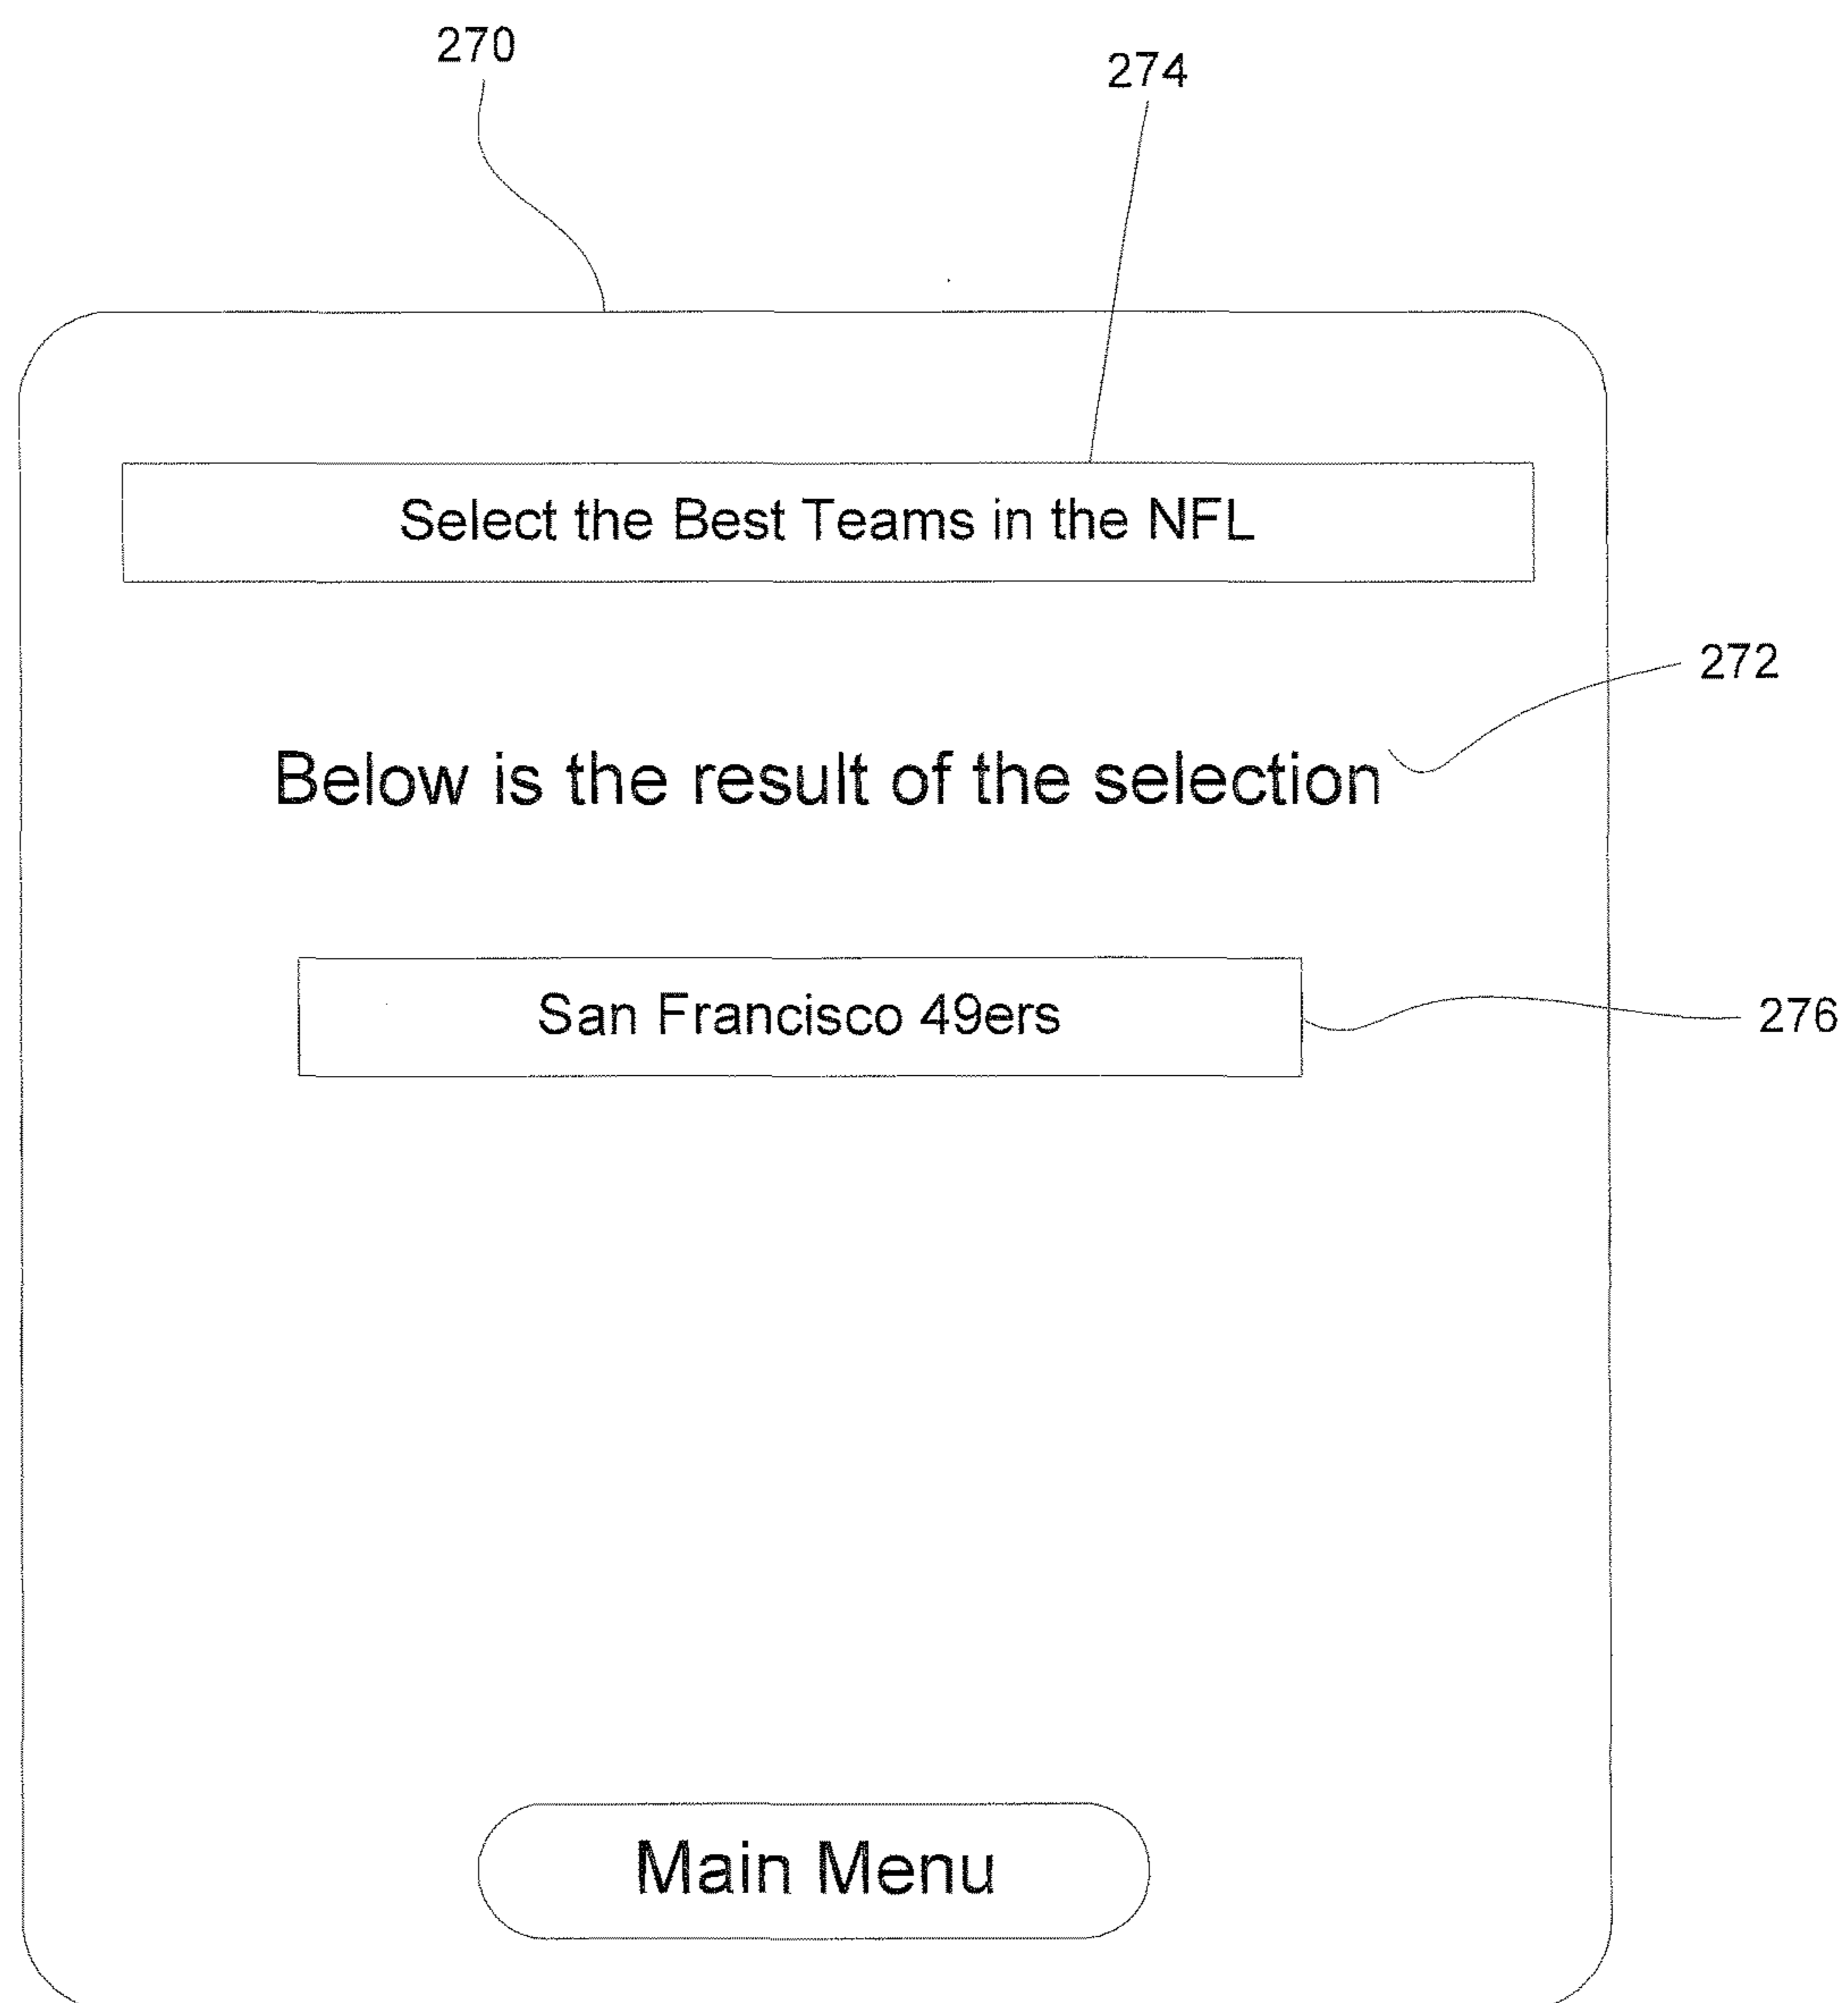 270
274
Select the Best Teams in the NFL
272
Below is the result of the selection
San Francisco 49ers
276
Main Menu